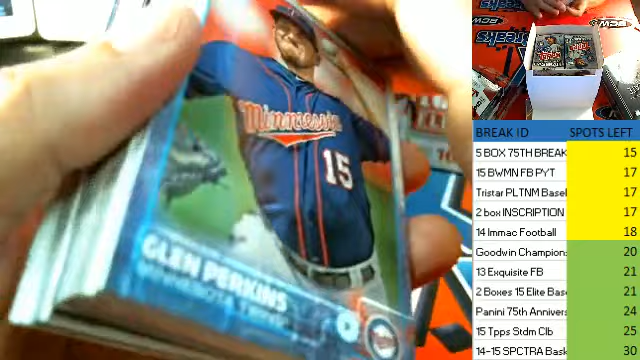 Minnesota
15
GLEN PERKINS
MINNESOTA TWINS
Breaks
BREAK ID SPOTS LEFT
5 BOX 75TH BREAK 15
15 BWMN FB PYT 17
Tristar PLTNM Baseb 17
2 box INSCRIPTION 17
14 Immac Football 18
Goodwin Champion 20
13 Exquisite FB 21
2 Boxes 15 Elite Bas 21
Panini 75th Annivers 24
15 Tpps Stdm Clb 25
14-15 SPCTRA Bask 30